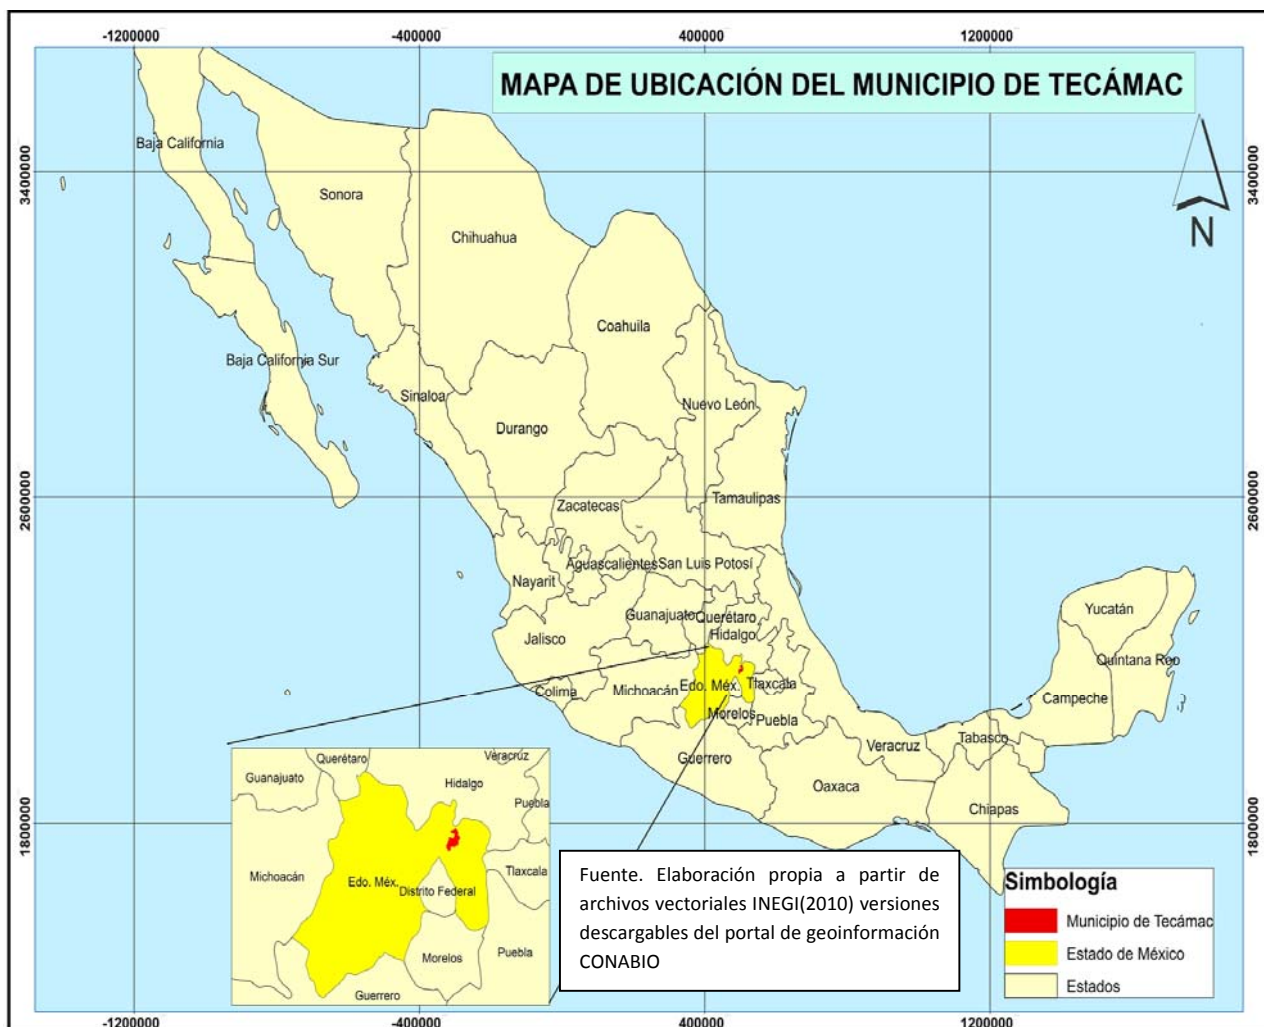 -1200000 -400000 400000 1200000
MAPA DE UBICACIÓN DEL MUNICIPIO DE TECÁMAC
Baja California
3400000 3400000
Sonora
N
Chihuahua
Coahuila
Baja California Sur
Sinaloa
Nuevo León
Durango
2600000 2600000
Tamaulipas
Zacatecas
Aguascalientes San Luis Potosí
Nayarit
Yucatán
Guanajuato Querétaro
Hidalgo
Jalisco
Quintana Roo
Colima Michoacán Edo. Méx. Tlaxcala
Campeche
Morelos Puebla
Tabasco
Veracruz
Guerrero
Oaxaca
Chiapas
1800000 1800000
Querétaro Veracruz
Guanajuato Hidalgo
Puebla
Michoacán Edo. Méx. Distrito Federal Tlaxcala
Morelos Puebla
Guerrero
Fuente. Elaboración propia a partir de
archivos vectoriales INEGI(2010) versiones
descargables del portal de geoinformación
CONABIO
Simbología
Municipio de Tecámac
Estado de México
Estados
-1200000 -400000 400000 1200000